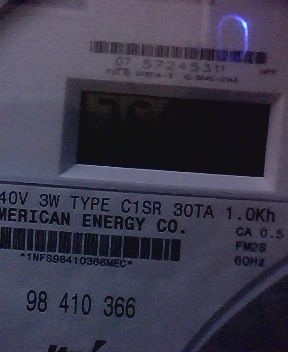 07 57245311
40V 3W TYPE C1SR 30TA 1.0Kh
MERICAN ENERGY CO.
CA 0.5
FM2S
60Hz
*1NFS98410366MEC*
98 410 366